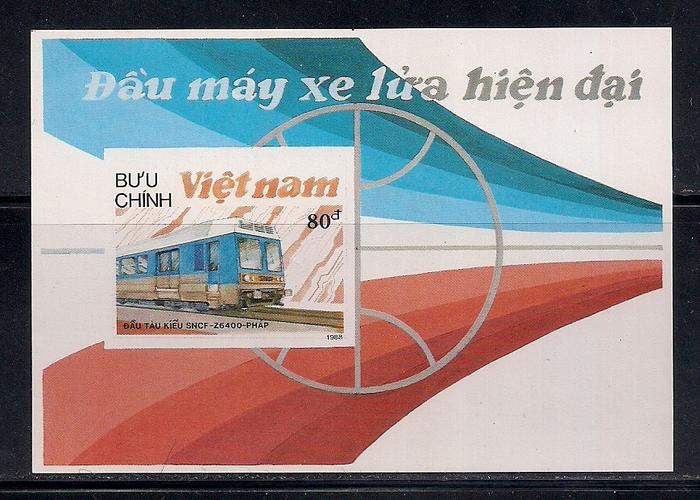 Đầu máy xe lửa hiện đại
BƯU CHÍNH
Việt nam
80đ
ĐẦU TÀU KIỂU SNCF-Z6400-PHÁP
1988